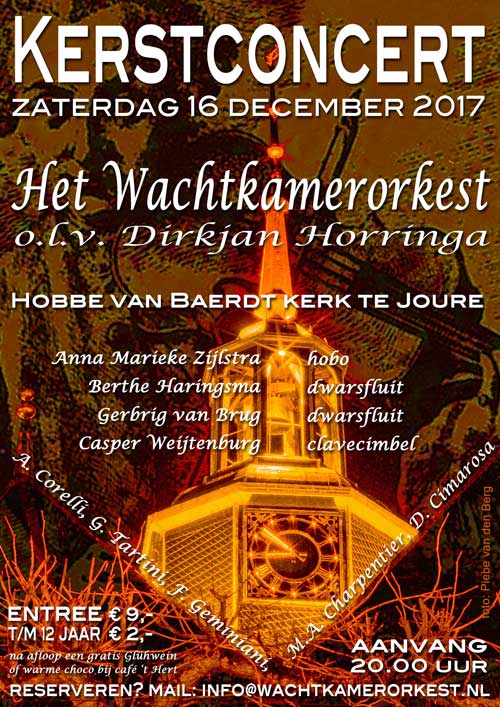 KERSTCONCERT
ZATERDAG 16 DECEMBER 2017
Het Wachtkamerorkest
o.l.v. Dirkjan Horringa
HOBBE VAN BAERDT KERK TE JOURE
Anna Marieke Zijlstra hobo
Berthe Haringsma dwarsfluit
Gerbrig van Brug dwarsfluit
Casper Weijtenburg clavecimbel
A. Corelli, G. Tartini, F. Geminiani,
M.A. Charpentier, D. Cimarosa
foto: Piebe van den Berg
ENTREE € 9,-
T/M 12 JAAR € 2,-
na afloop een gratis Glühwein
of warme choco bij café 't Hert
AANVANG
20.00 UUR
RESERVEREN? MAIL: INFO@WACHTKAMERORKEST.NL